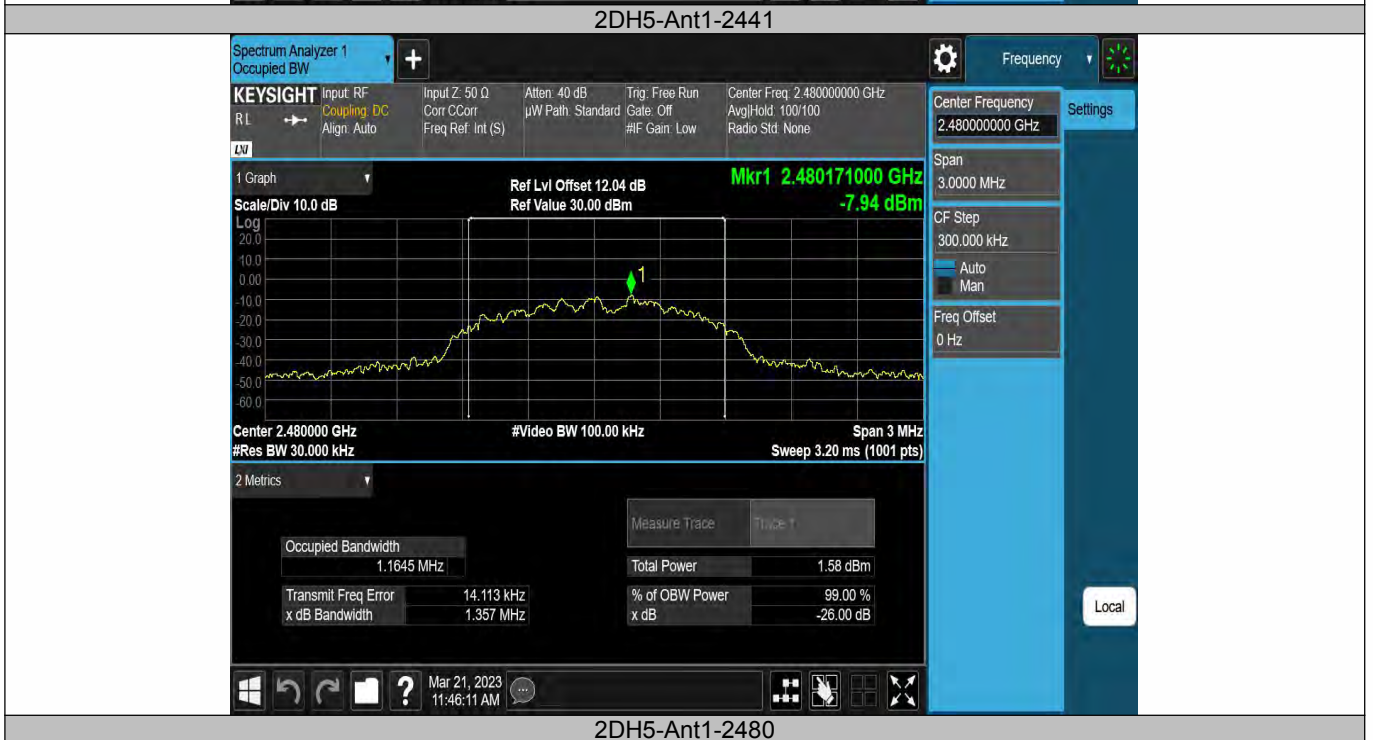 2DH5-Ant1-2441
Spectrum Analyzer 1
Occupied BW
+
Frequency
KEYSIGHT
R L
LXI
Input: RF
Coupling: DC
Align: Auto
Input Z: 50 Ω
Corr CCorr
Freq Ref: Int (S)
Atten: 40 dB
µW Path: Standard
Trig: Free Run
Gate: Off
#IF Gain: Low
Center Freq: 2.480000000 GHz
Avg|Hold: 100/100
Radio Std: None
Center Frequency
2.480000000 GHz
Settings
Span
3.0000 MHz
CF Step
300.000 kHz
Auto
Man
Freq Offset
0 Hz
1 Graph
Scale/Div 10.0 dB
Ref Lvl Offset 12.04 dB
Ref Value 30.00 dBm
Mkr1 2.480171000 GHz
-7.94 dBm
Log
20.0
10.0
0.00
-10.0
-20.0
-30.0
-40.0
-50.0
-60.0
1
Center 2.480000 GHz
#Res BW 30.000 kHz
#Video BW 100.00 kHz
Span 3 MHz
Sweep 3.20 ms (1001 pts)
2 Metrics
Measure Trace
Trace 1
Occupied Bandwidth
1.1645 MHz
Total Power
1.58 dBm
Transmit Freq Error
14.113 kHz
% of OBW Power
99.00 %
x dB Bandwidth
1.357 MHz
x dB
-26.00 dB
Local
?
Mar 21, 2023
11:46:11 AM
2DH5-Ant1-2480